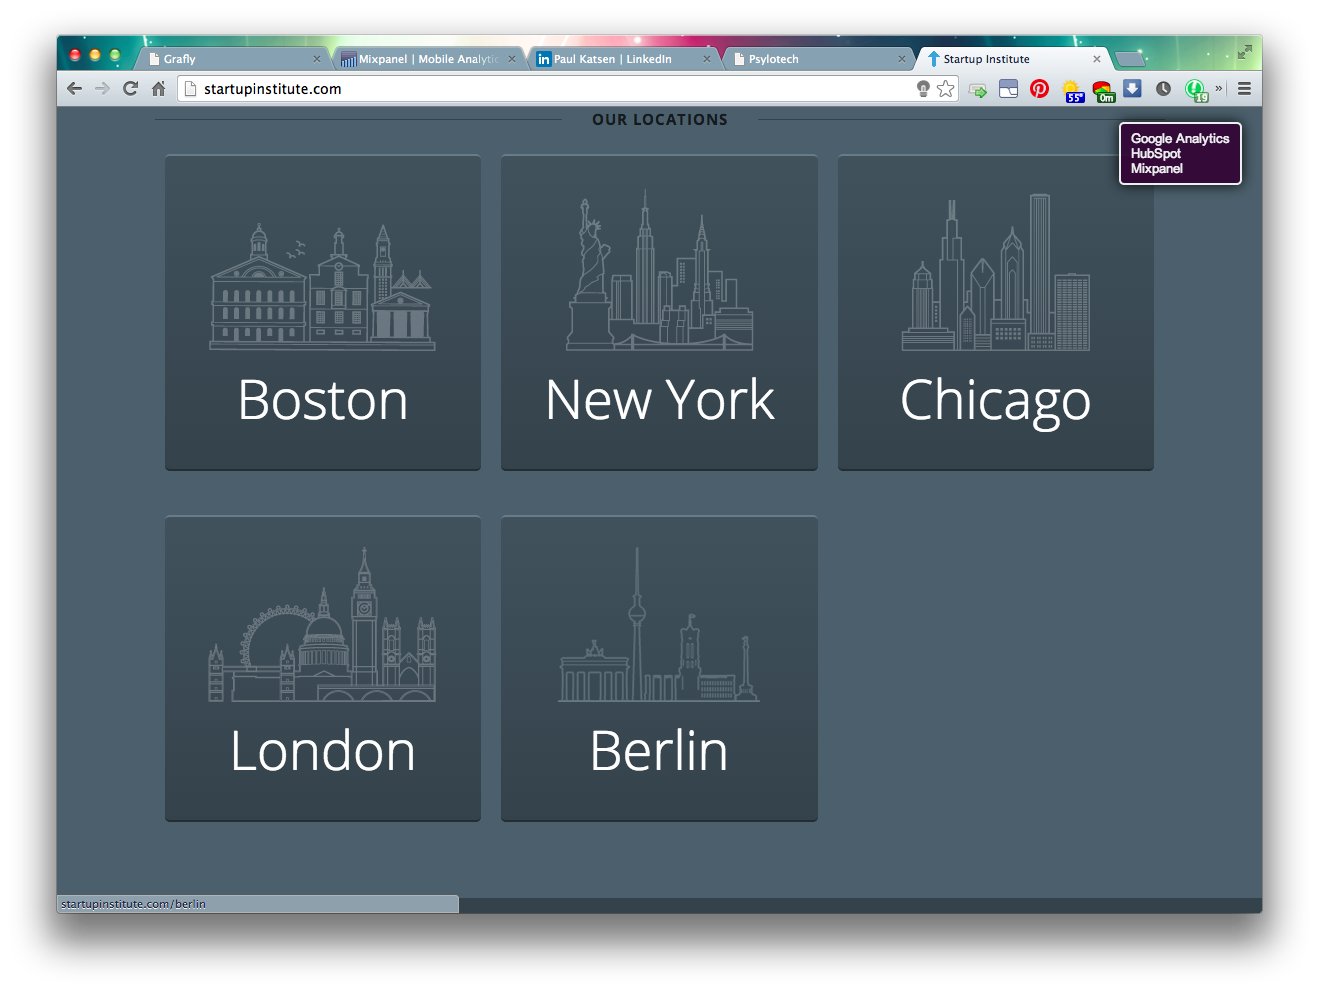 Grafly
Mixpanel | Mobile Analytic
in Paul Katsen | LinkedIn
Psylotech
Startup Institute
startupinstitute.com
55°
0m
19
»
OUR LOCATIONS
Google Analytics
HubSpot
Mixpanel
Boston
New York
Chicago
London
Berlin
startupinstitute.com/berlin